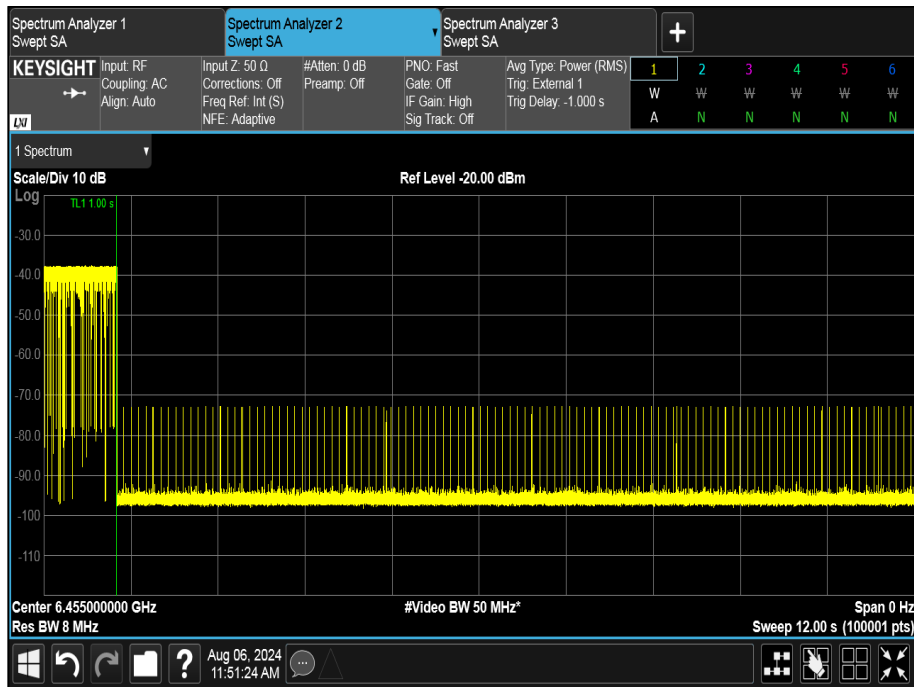 Spectrum Analyzer 1
Swept SA
Spectrum Analyzer 2
Swept SA
Spectrum Analyzer 3
Swept SA
+
KEYSIGHT
LXI
Input: RF
Coupling: AC
Align: Auto
Input Z: 50 Ω
Corrections: Off
Freq Ref: Int (S)
NFE: Adaptive
#Atten: 0 dB
Preamp: Off
PNO: Fast
Gate: Off
IF Gain: High
Sig Track: Off
Avg Type: Power (RMS)
Trig: External 1
Trig Delay: -1.000 s
1 2 3 4 5 6
W W W W W W
A N N N N N
1 Spectrum
Scale/Div 10 dB
Ref Level -20.00 dBm
Log
TL1 1.00 s
-30.0
-40.0
-50.0
-60.0
-70.0
-80.0
-90.0
-100
-110
Center 6.455000000 GHz
#Video BW 50 MHz*
Span 0 Hz
Res BW 8 MHz
Sweep 12.00 s (100001 pts)
?
Aug 06, 2024
11:51:24 AM